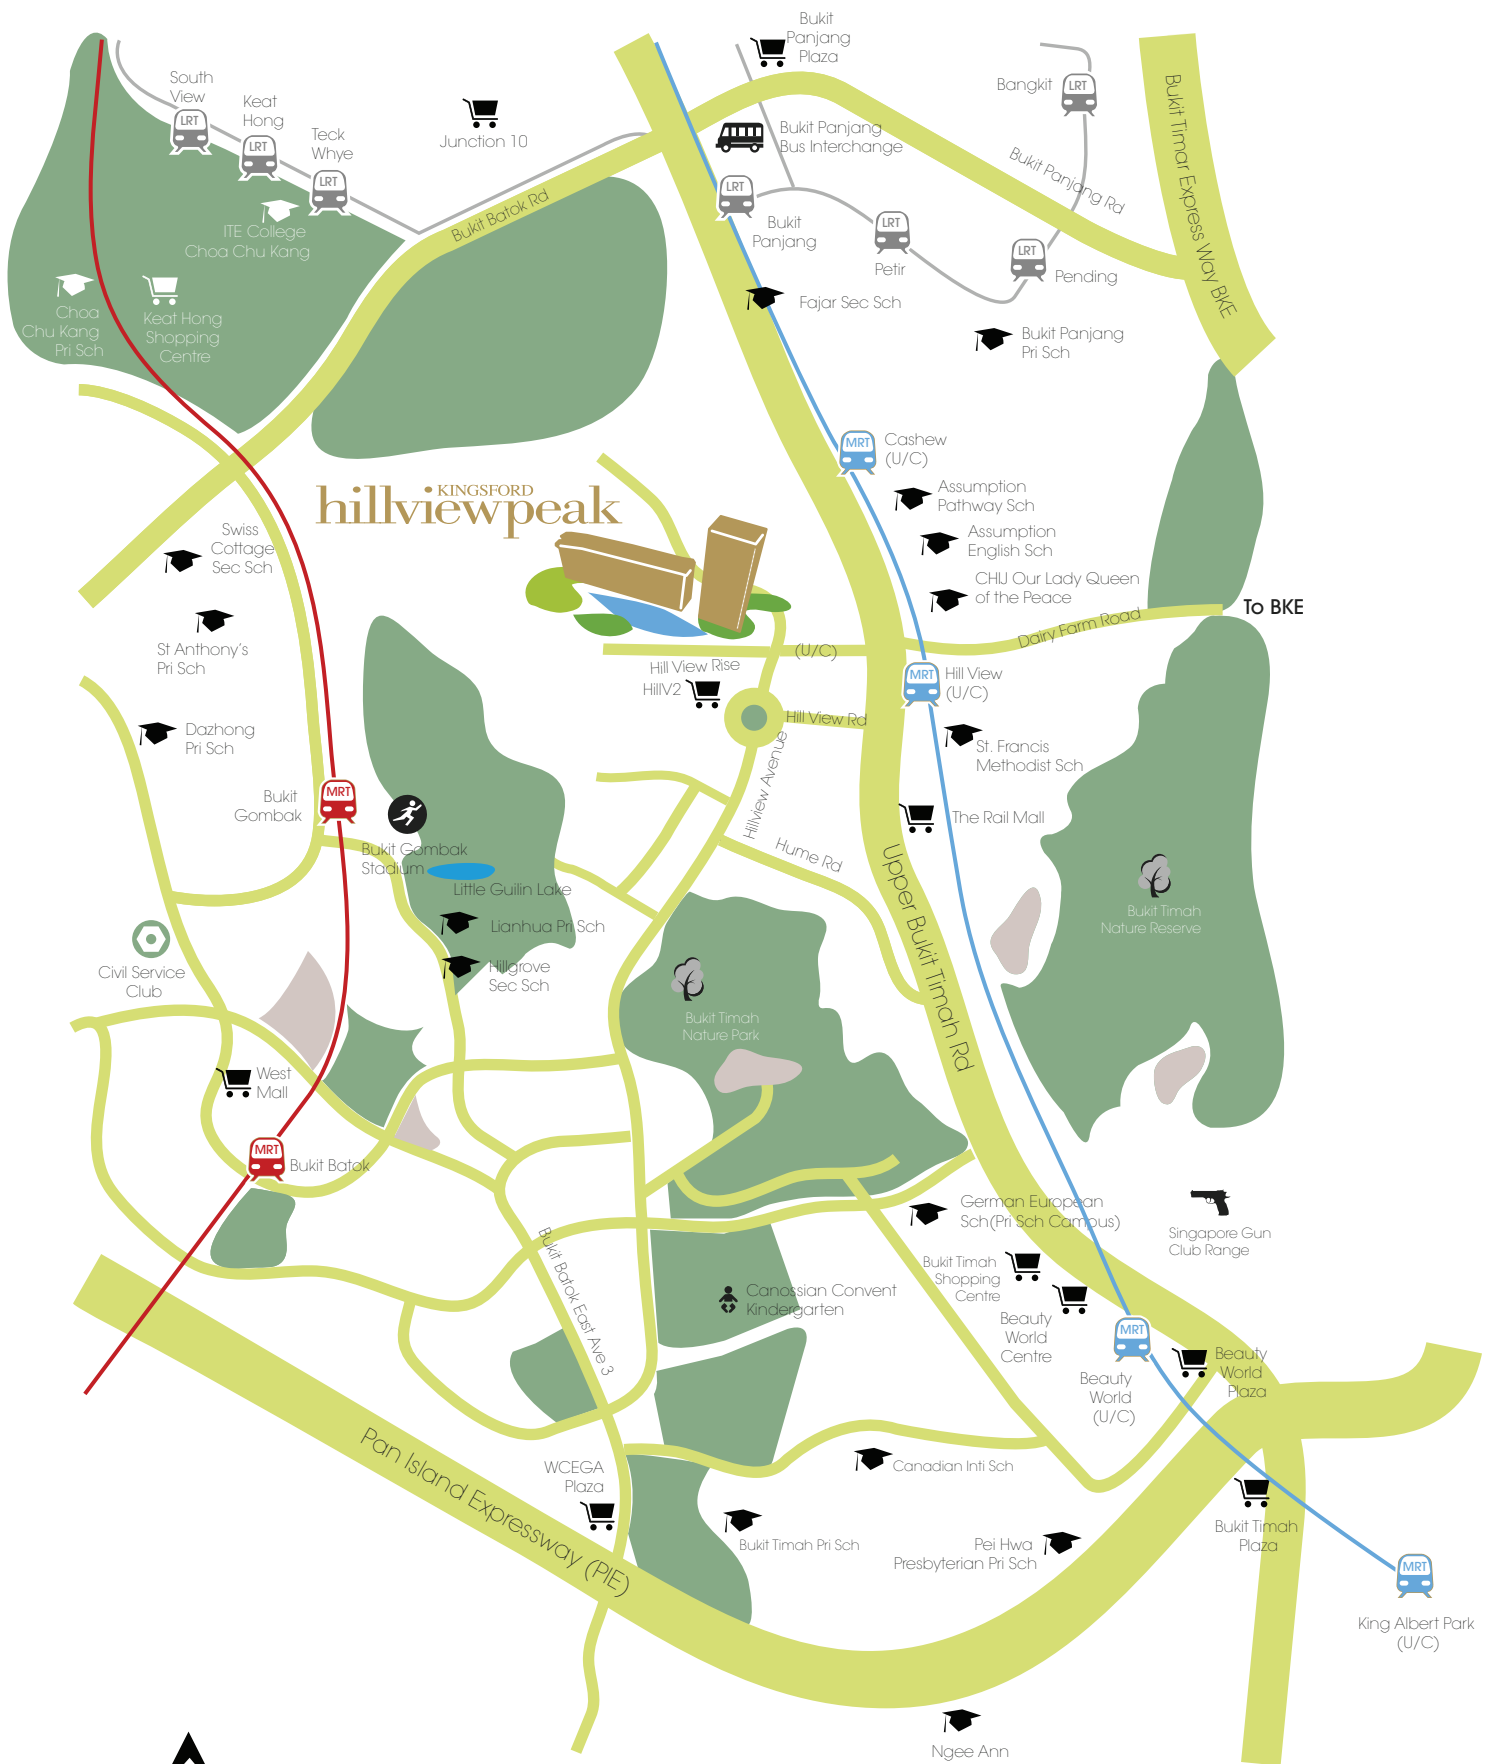 Bukit
Panjang
Plaza
South
View
LRT
Keat
Hong
LRT
Teck
Whye
LRT
Junction 10
Bangkit
LRT
Bukit Timar Express Way BKE
Bukit Panjang
Bus Interchange
Bukit Panjang Rd
LRT
Bukit
Panjang
LRT
Petir
LRT
Pending
Bukit Batok Rd
ITE College
Choa Chu Kang
Choa
Chu Kang
Pri Sch
Keat Hong
Shopping
Centre
Fajar Sec Sch
Bukit Panjang
Pri Sch
MRT
Cashew
(U/C)
KINGSFORD
hillviewpeak
Assumption
Pathway Sch
Assumption
English Sch
CHIJ Our Lady Queen
of the Peace
Swiss
Cottage
Sec Sch
St Anthony's
Pri Sch
Dairy Farm Road
To BKE
(U/C)
Hill View Rise
HillV2
MRT
Hill View
(U/C)
Hill View Rd
Dazhong
Pri Sch
St. Francis
Methodist Sch
Hillview Avenue
MRT
Bukit
Gombak
The Rail Mall
Bukit Gombak
Stadium
Little Guilin Lake
Hume Rd
Upper Bukit Timah Rd
Lianhua Pri Sch
Hillgrove
Sec Sch
Bukit Timah
Nature Reserve
Civil Service
Club
Bukit Timah
Nature Park
West
Mall
MRT
Bukit Batok
German European
Sch(Pri Sch Campus)
Singapore Gun
Club Range
Bukit Timah
Shopping
Centre
Bukit Batok East Ave 3
Canossian Convent
Kindergarten
Beauty
World
Centre
MRT
Beauty
World
(U/C)
Beauty
World
Plaza
Pan Island Expressway (PIE)
WCEGA
Plaza
Canadian Inti Sch
Bukit Timah Pri Sch
Pei Hwa
Presbyterian Pri Sch
Bukit Timah
Plaza
MRT
King Albert Park
(U/C)
Ngee Ann